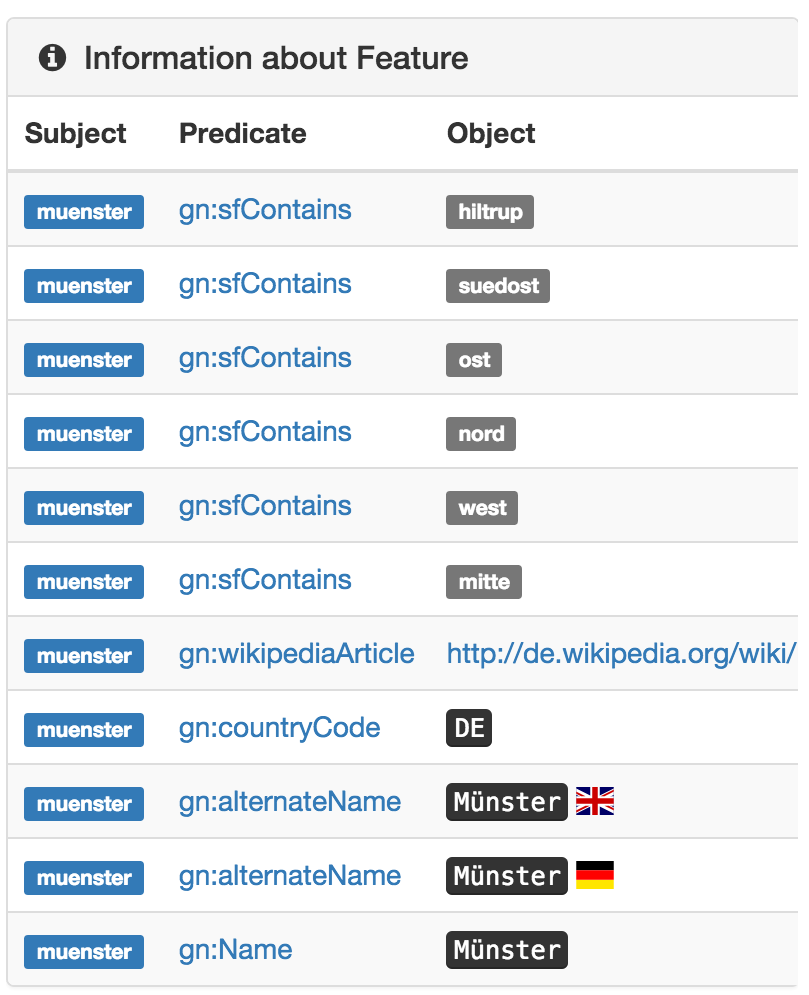 Information about Feature
Subject Predicate Object
muenster gn:sfContains hiltrup
muenster gn:sfContains suedost
muenster gn:sfContains ost
muenster gn:sfContains nord
muenster gn:sfContains west
muenster gn:sfContains mitte
muenster gn:wikipediaArticle http://de.wikipedia.org/wiki/
muenster gn:countryCode DE
muenster gn:alternateName Münster
muenster gn:alternateName Münster
muenster gn:Name Münster